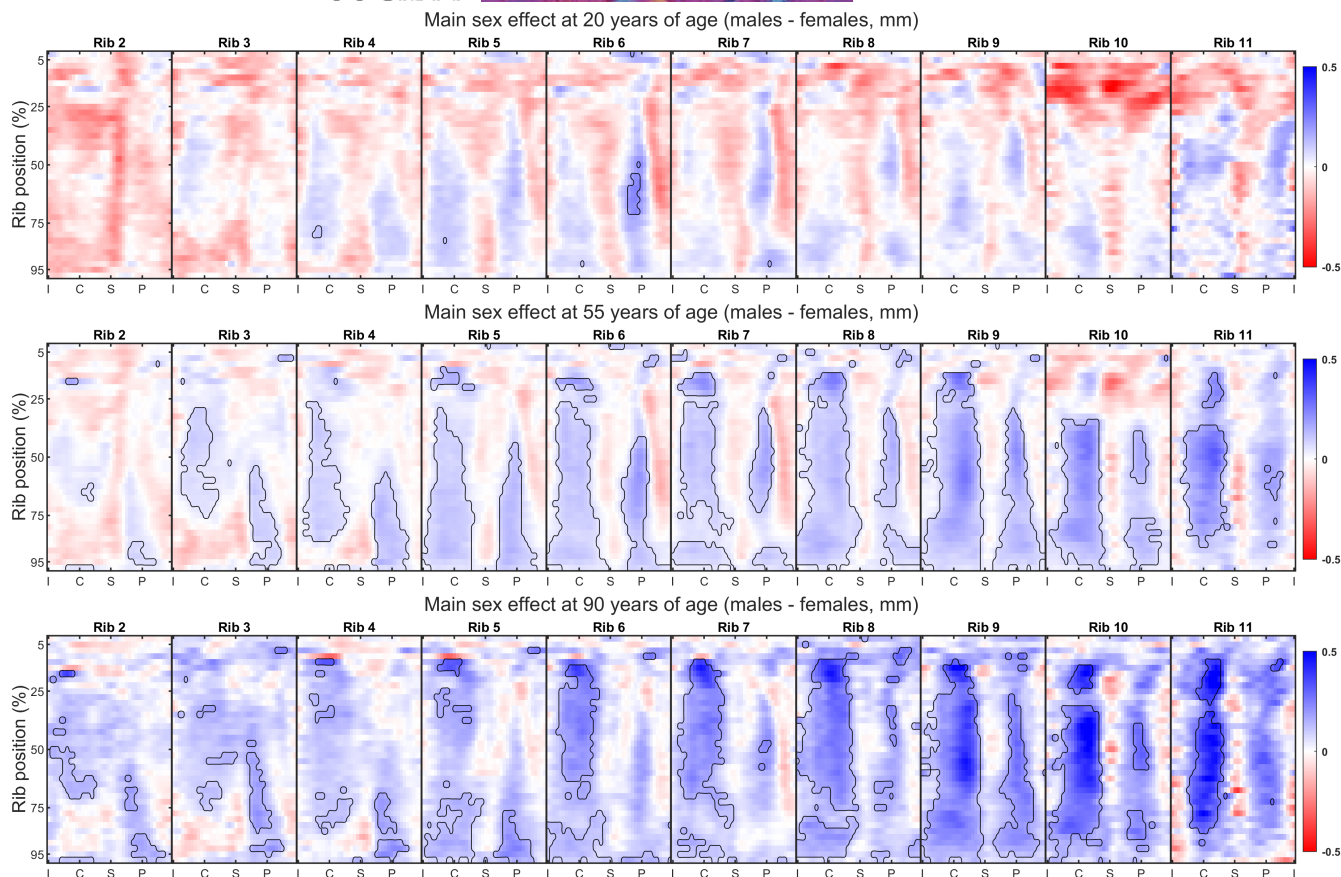 Main sex effect at 20 years of age (males - females, mm)
Rib 2 Rib 3 Rib 4 Rib 5 Rib 6 Rib 7 Rib 8 Rib 9 Rib 10 Rib 11
Rib position (%)
5
25
50
75
95
I C S P I C S P I C S P I C S P I C S P I C S P I C S P I C S P I C S P I C S P I
0.5
0
-0.5
Main sex effect at 55 years of age (males - females, mm)
Rib 2 Rib 3 Rib 4 Rib 5 Rib 6 Rib 7 Rib 8 Rib 9 Rib 10 Rib 11
Rib position (%)
5
25
50
75
95
I C S P I C S P I C S P I C S P I C S P I C S P I C S P I C S P I C S P I C S P I
0.5
0
-0.5
Main sex effect at 90 years of age (males - females, mm)
Rib 2 Rib 3 Rib 4 Rib 5 Rib 6 Rib 7 Rib 8 Rib 9 Rib 10 Rib 11
Rib position (%)
5
25
50
75
95
I C S P I C S P I C S P I C S P I C S P I C S P I C S P I C S P I C S P I C S P I
0.5
0
-0.5